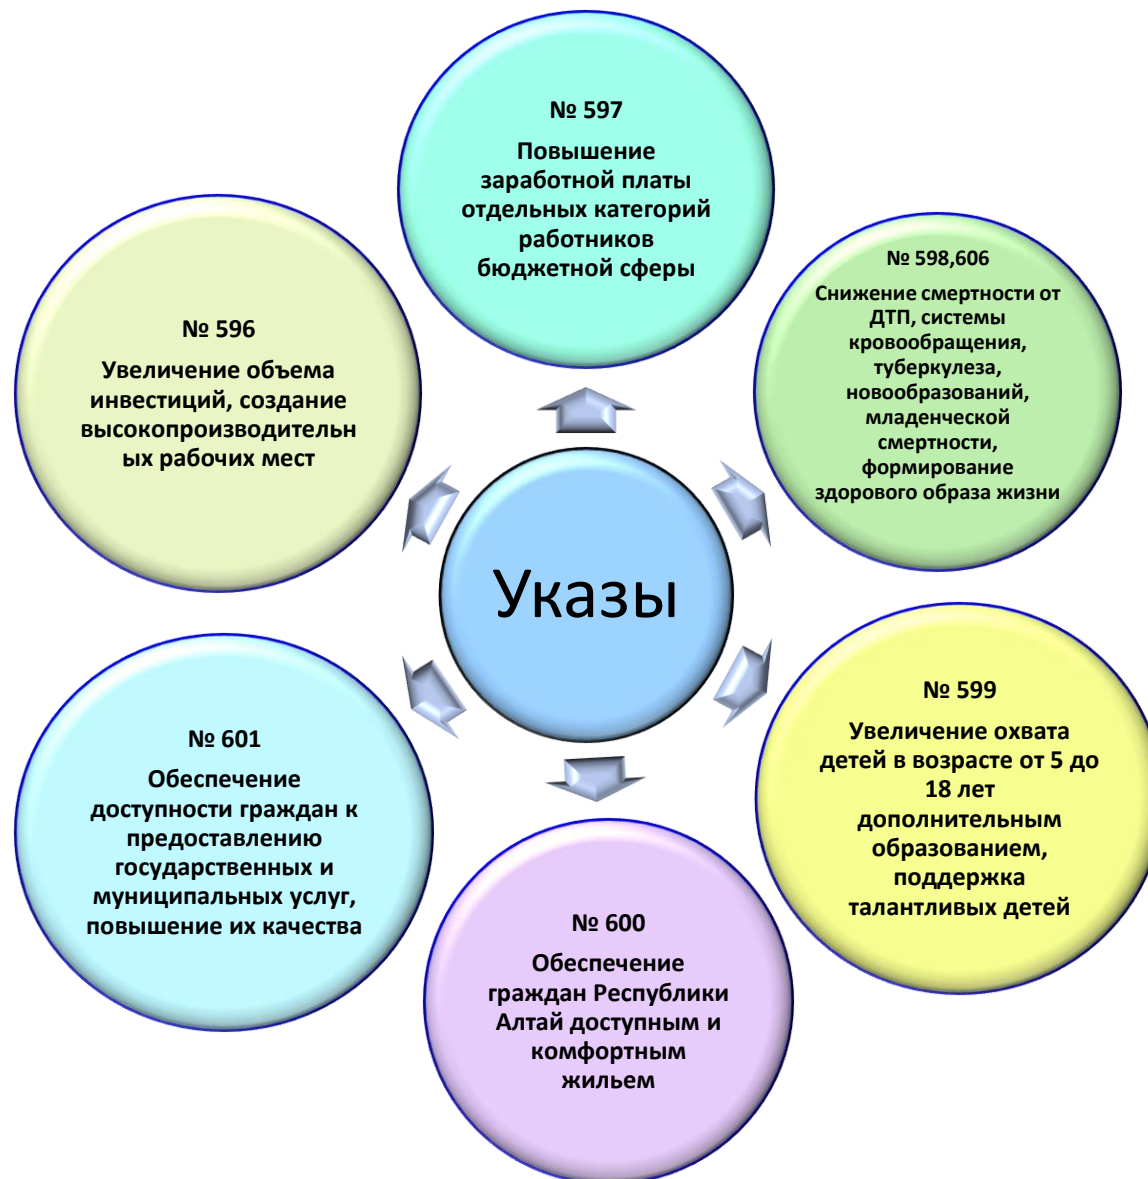 № 597
Повышение
заработной платы
отдельных категорий
работников
бюджетной сферы
№ 598,606
Снижение смертности от
ДТП, системы
кровообращения,
туберкулеза,
новообразований,
младенческой
смертности,
формирование
здорового образа жизни
№ 599
Увеличение охвата
детей в возрасте от 5 до
18 лет
дополнительным
образованием,
поддержка
талантливых детей
№ 600
Обеспечение
граждан Республики
Алтай доступным и
комфортным
жильем
№ 601
Обеспечение
доступности граждан к
предоставлению
государственных и
муниципальных услуг,
повышение их качества
№ 596
Увеличение объема
инвестиций, создание
высокопроизводительн
ых рабочих мест
Указы